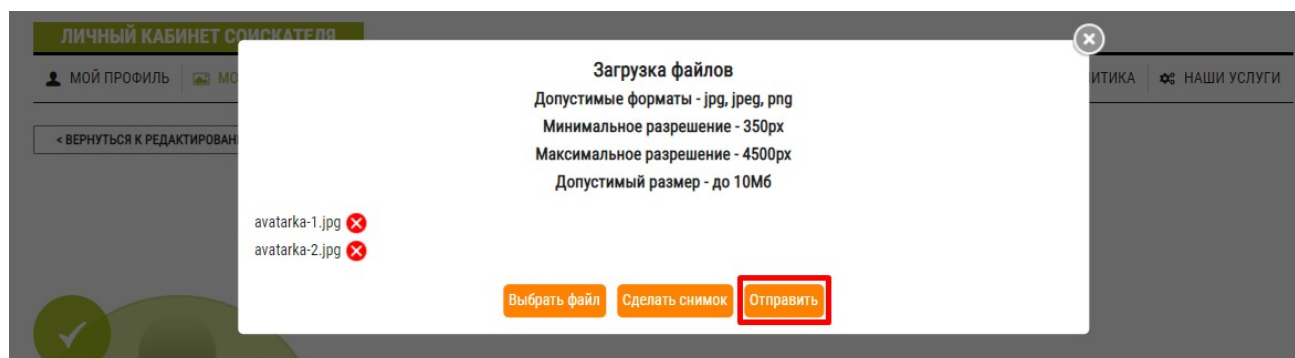 ЛИЧНЫЙ КАБИНЕТ СОИСКАТЕЛЯ
МОЙ ПРОФИЛЬ МО ИТИКА НАШИ УСЛУГИ
< ВЕРНУТЬСЯ К РЕДАКТИРОВАН
Загрузка файлов
Допустимые форматы - jpg, jpeg, png
Минимальное разрешение - 350px
Максимальное разрешение - 4500px
Допустимый размер - до 10Мб
avatarka-1.jpg
avatarka-2.jpg
Выбрать файл Сделать снимок Отправить